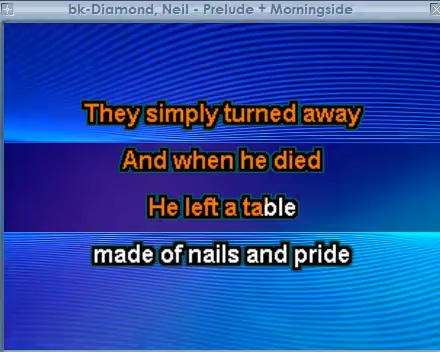 bk-Diamond, Neil - Prelude + Morningside
They simply turned away
And when he died
He left a table
made of nails and pride